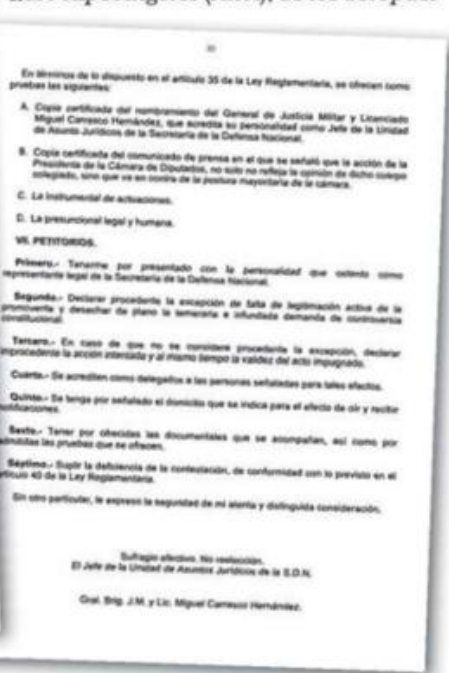 En términos de lo dispuesto en el artículo 35 de la Ley Reglamentaria, se ofrecen como
pruebas las siguientes:
A. Copia certificada del nombramiento del General de Justicia Militar y Licenciado
Miguel Carrasco Hernández, que acredita su personalidad como Jefe de la Unidad
de Asunto Jurídicos de la Secretaría de la Defensa Nacional.
B. Copia certificada del comunicado de prensa en el que se señaló que la acción de la
Presidenta de la Cámara de Diputados, no solo no refleja la opinión de dicho cuerpo
colegiado, sino que va en contra de la postura mayoritaria de la cámara.
C. La instrumental de actuaciones.
D. La presuncional legal y humana.
VII. PETITORIOS.
Primero.- Tenerme por presentado con la personalidad que ostento como
representante legal de la Secretaría de la Defensa Nacional.
Segundo.- Declarar procedente la excepción de falta de legitimación activa de la
promovente y desechar de plano la temeraria e infundada demanda de controversia
constitucional.
Tercero.- En caso de que no se considere procedente la excepción, declarar
improcedente la acción intentada y al mismo tiempo la validez del acto impugnado.
Cuarto.- Se acrediten como delegados a las personas señaladas para tales efectos.
Quinto.- Se tenga por señalado el domicilio que se indica para el efecto de oír y recibir
notificaciones.
Sexto.- Tener por ofrecidas las documentales que se acompañan, así como por
admitidas las pruebas que se ofrecen.
Séptimo.- Suplir la deficiencia de la contestación, de conformidad con lo previsto en el
artículo 40 de la Ley Reglamentaria.
Sin otro particular, le expreso la seguridad de mi atenta y distinguida consideración.
Sufragio efectivo. No reelección.
El Jefe de la Unidad de Asuntos Jurídicos de la S.D.N.
Gral. Brig. J.M. y Lic. Miguel Carrasco Hernández.